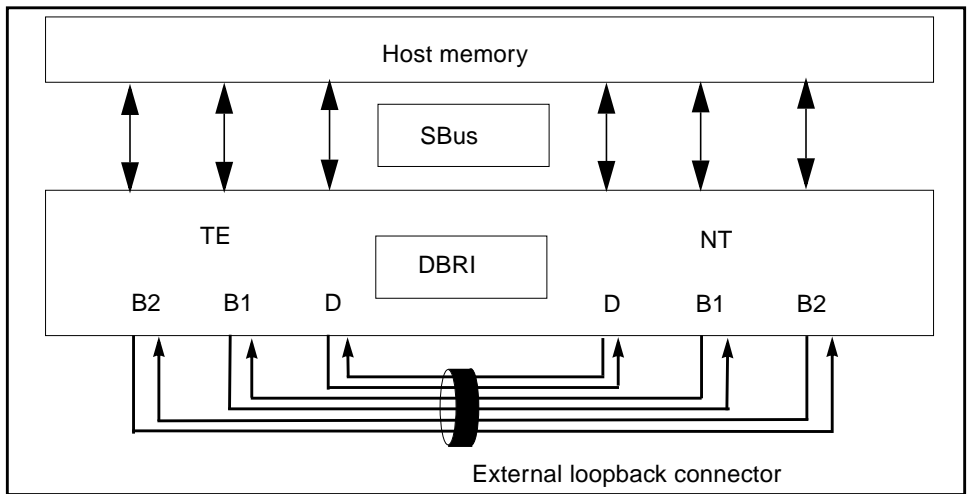 Host memory
SBus
TE
NT
DBRI
B2 B1 D D B1 B2
External loopback connector